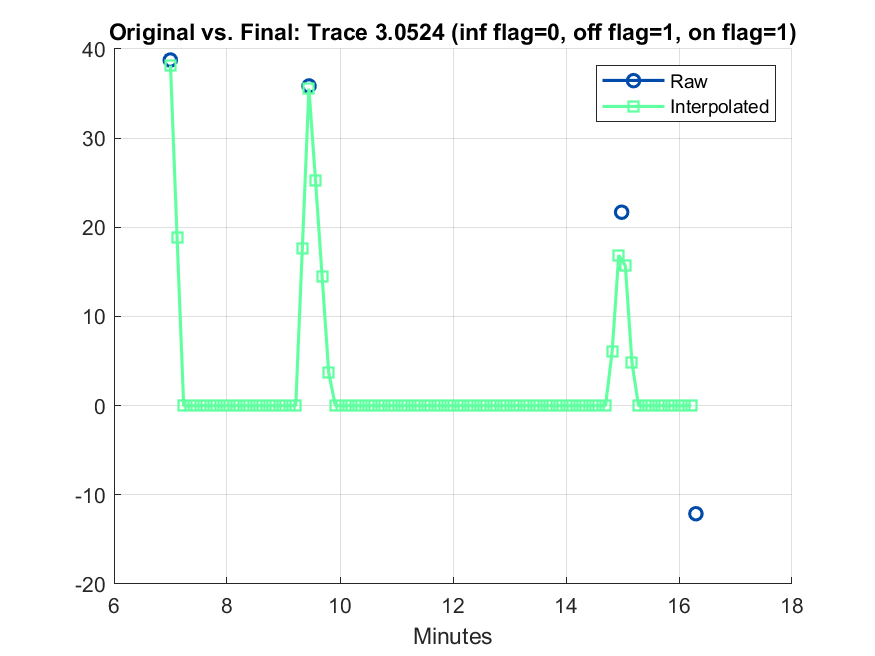 Original vs. Final: Trace 3.0524 (inf flag=0, off flag=1, on flag=1)
40
30
20
10
0
-10
-20
Raw
Interpolated
6 8 10 12 14 16 18
Minutes